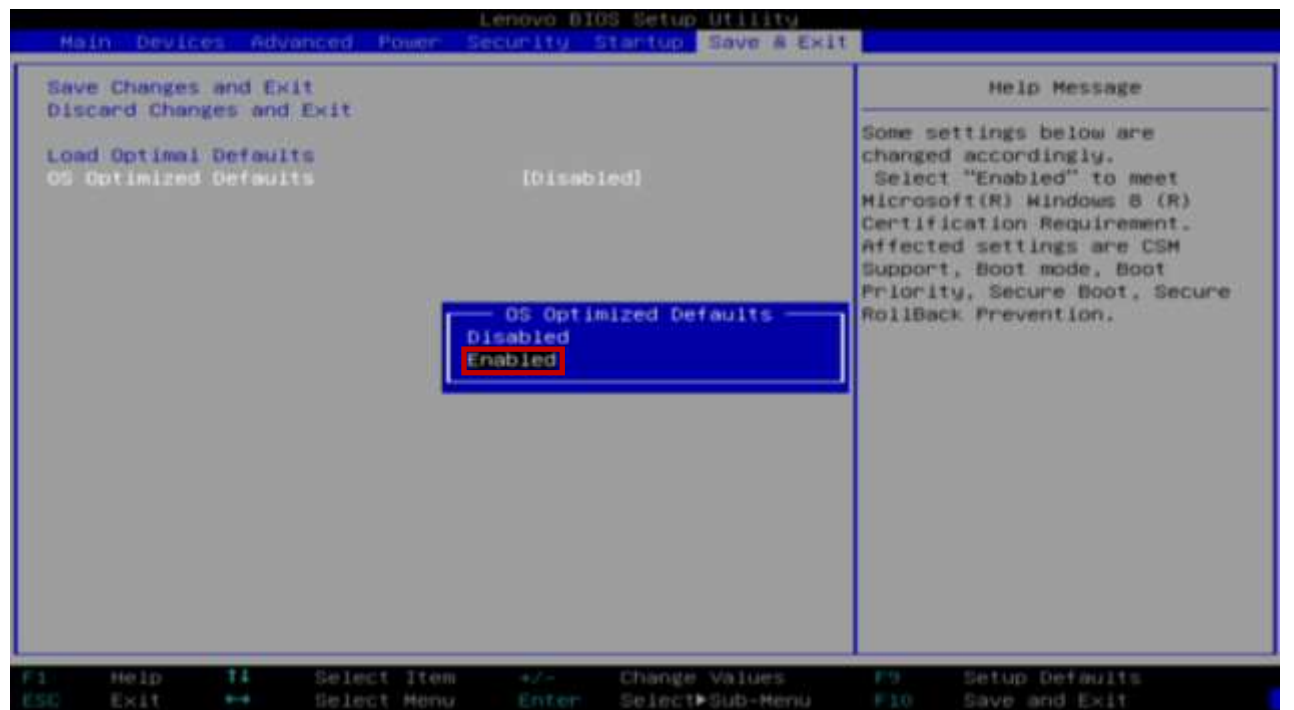 Lenovo BIOS Setup Utility
Main Devices Advanced Power Security Startup Save & Exit
Save Changes and Exit
Discard Changes and Exit
Load Optimal Defaults
OS Optimized Defaults [Disabled]
OS Optimized Defaults
Disabled
Enabled
Help Message
Some settings below are
changed accordingly.
Select "Enabled" to meet
Microsoft(R) Windows 8 (R)
Certification Requirement.
Affected settings are CSM
Support, Boot mode, Boot
Priority, Secure Boot, Secure
RollBack Prevention.
F1 Help ↑↓ Select Item +/- Change Values F9 Setup Defaults
ESC Exit ↔ Select Menu Enter Select▶Sub-Menu F10 Save and Exit